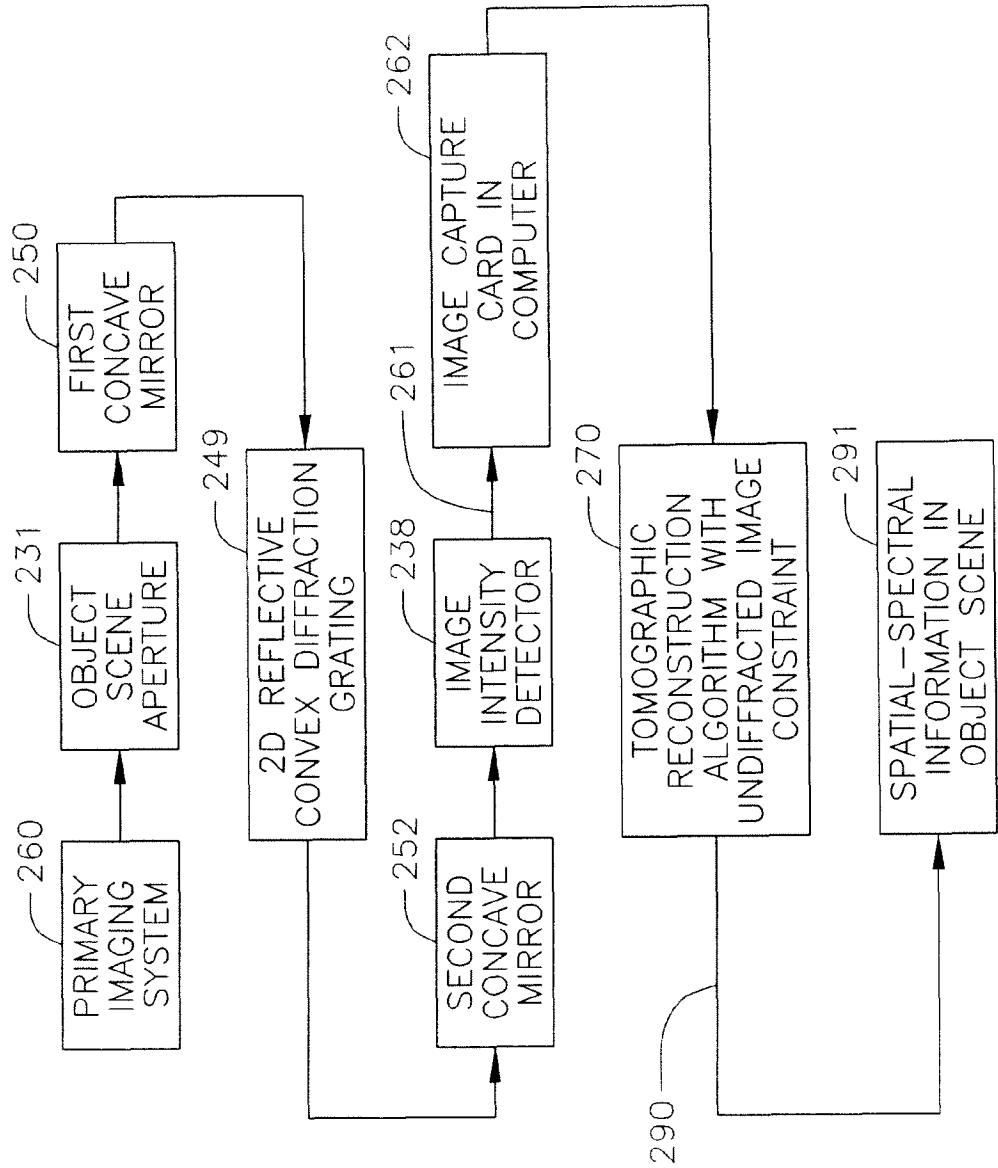 260
PRIMARY
IMAGING
SYSTEM
231
OBJECT
SCENE
APERTURE
250
FIRST
CONCAVE
MIRROR
249
2D REFLECTIVE
CONVEX DIFFRACTION
GRATING
252
SECOND
CONCAVE
MIRROR
238
IMAGE
INTENSITY
DETECTOR
261
262
IMAGE CAPTURE
CARD IN
COMPUTER
270
TOMOGRAPHIC
RECONSTRUCTION
ALGORITHM WITH
UNDIFFRACTED IMAGE
CONSTRAINT
290
291
SPATIAL-SPECTRAL
INFORMATION IN
OBJECT SCENE